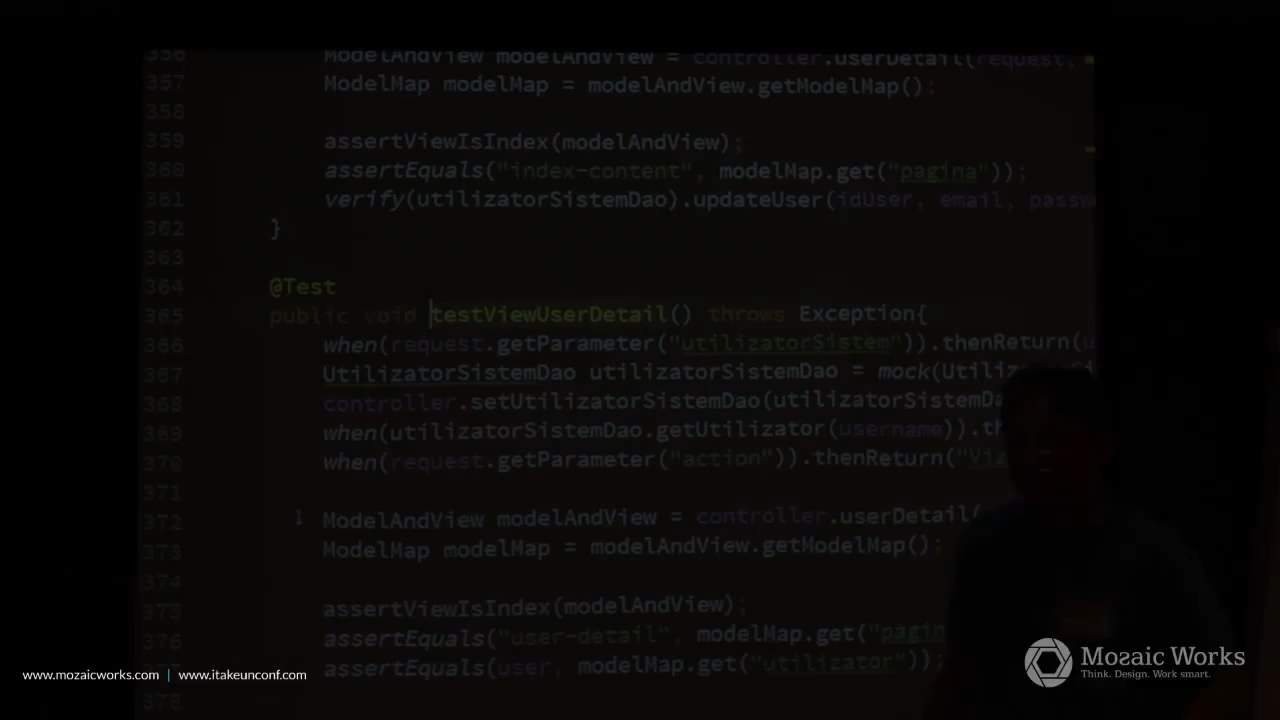 356 ModelAndView modelAndView = controller.userDetail(request,
357 ModelMap modelMap = modelAndView.getModelMap();
358
359 assertViewIsIndex(modelAndView);
360 assertEquals("index-content", modelMap.get("pagina"));
361 verify(utilizatorSistemDao).updateUser(idUser, email, passw
362 }
363
364 @Test
365 public void testViewUserDetail() throws Exception{
366 when(request.getParameter("utilizatorSistem")).thenReturn(u
367 UtilizatorSistemDao utilizatorSistemDao = mock(Utiliz
368 controller.setUtilizatorSistemDao(utilizatorSistemDa
369 when(utilizatorSistemDao.getUtilizator(username)).th
370 when(request.getParameter("action")).thenReturn("Viz
371
372 ModelAndView modelAndView = controller.userDetail(
373 ModelMap modelMap = modelAndView.getModelMap();
374
375 assertViewIsIndex(modelAndView);
376 assertEquals("user-detail", modelMap.get("pagin
assertEquals(user, modelMap.get("utilizator"));
378
www.mozaicworks.com | www.itakeunconf.com
Mozaic Works
Think. Design. Work smart.